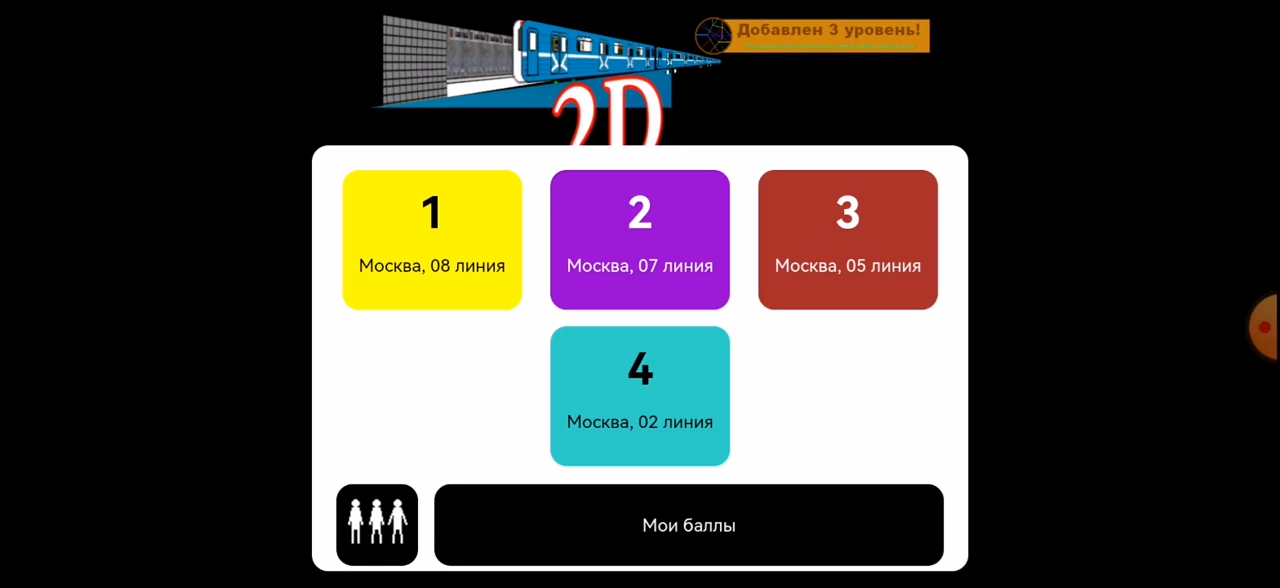 Добавлен 3 уровень!
2D
1
Москва, 08 линия
2
Москва, 07 линия
3
Москва, 05 линия
4
Москва, 02 линия
Мои баллы